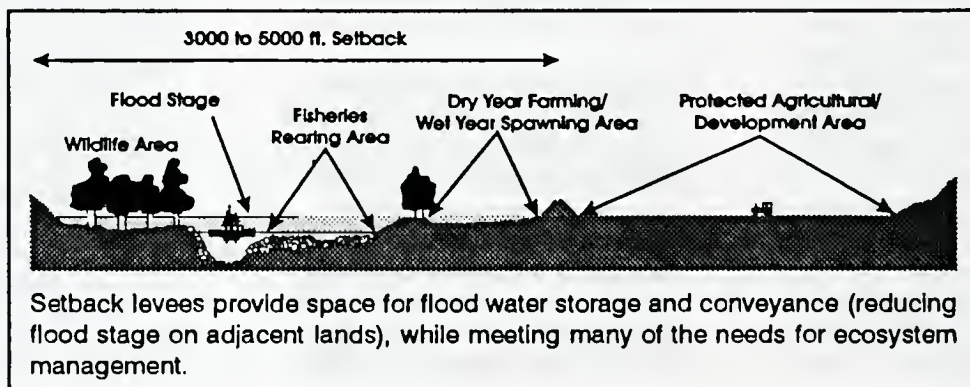 3000 to 5000 ft. Setback
Flood Stage
Dry Year Farming/
Wet Year Spawning Area
Protected Agricultural/
Development Area
Fisheries
Rearing Area
Wildlife Area
Setback levees provide space for flood water storage and conveyance (reducing
flood stage on adjacent lands), while meeting many of the needs for ecosystem
management.